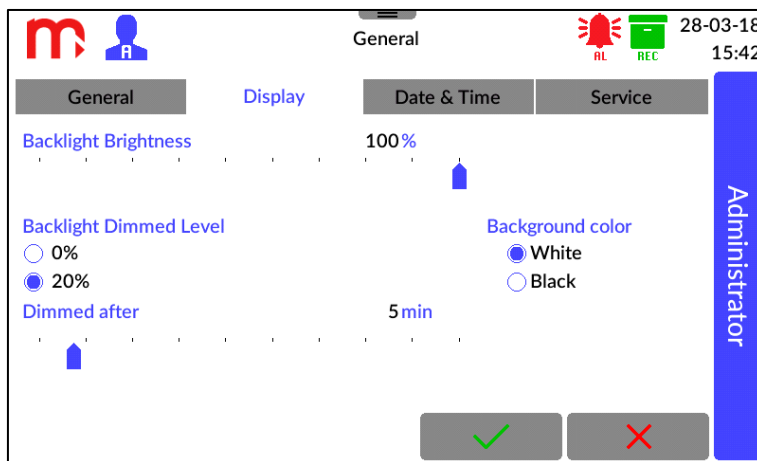 General
28-03-18
15:42
A
AL
REC
General
Display
Date & Time
Service
Backlight Brightness
100%
Backlight Dimmed Level
0%
20%
Background color
White
Black
Dimmed after
5 min
Administrator